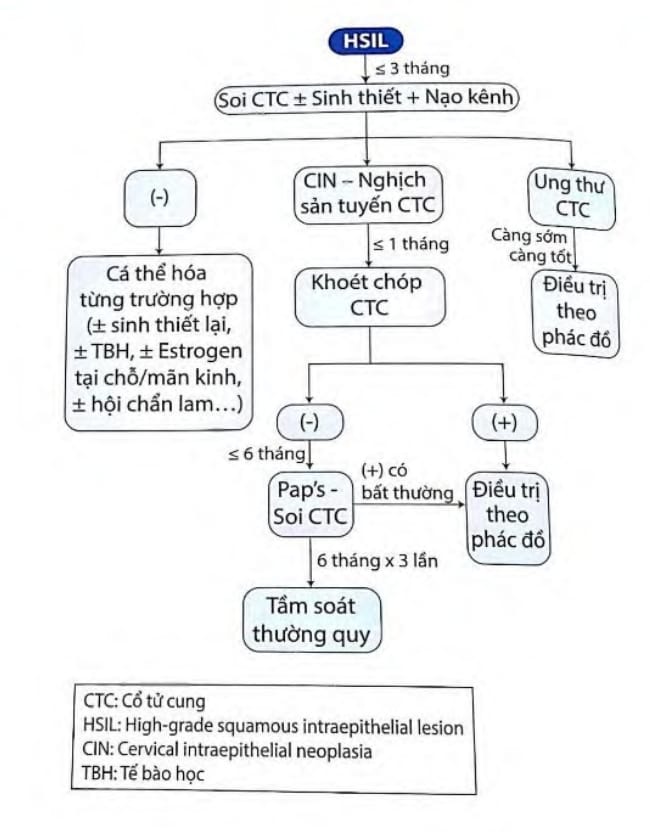 HSIL
≤ 3 tháng
Soi CTC ± Sinh thiết + Nạo kênh
(-)
CIN – Nghịch
sản tuyến CTC
Ung thư
CTC
≤ 1 tháng
Càng sớm
càng tốt
Cá thể hóa
từng trường hợp
(± sinh thiết lại,
± TBH, ± Estrogen
tại chỗ/mãn kinh,
± hội chẩn lam...)
Khoét chóp
CTC
Điều trị
theo
phác đồ
(-)
(+)
≤ 6 tháng
(+) có
bất thường
Pap's -
Soi CTC
Điều trị
theo
phác đồ
6 tháng x 3 lần
Tầm soát
thường quy
CTC: Cổ tử cung
HSIL: High-grade squamous intraepithelial lesion
CIN: Cervical intraepithelial neoplasia
TBH: Tế bào học